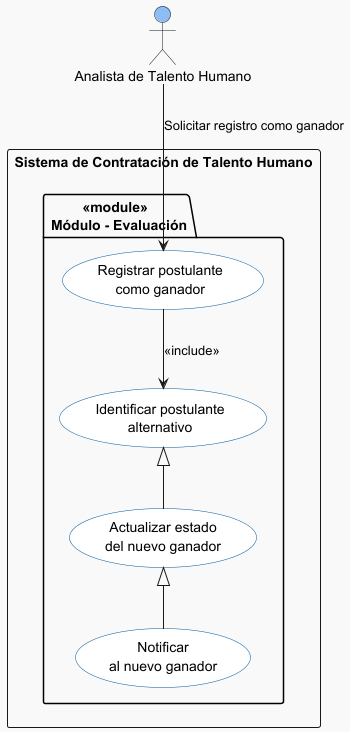 Analista de Talento Humano
Solicitar registro como ganador
Sistema de Contratación de Talento Humano
«module»
Módulo - Evaluación
Registrar postulante
como ganador
«include»
Identificar postulante
alternativo
Actualizar estado
del nuevo ganador
Notificar
al nuevo ganador